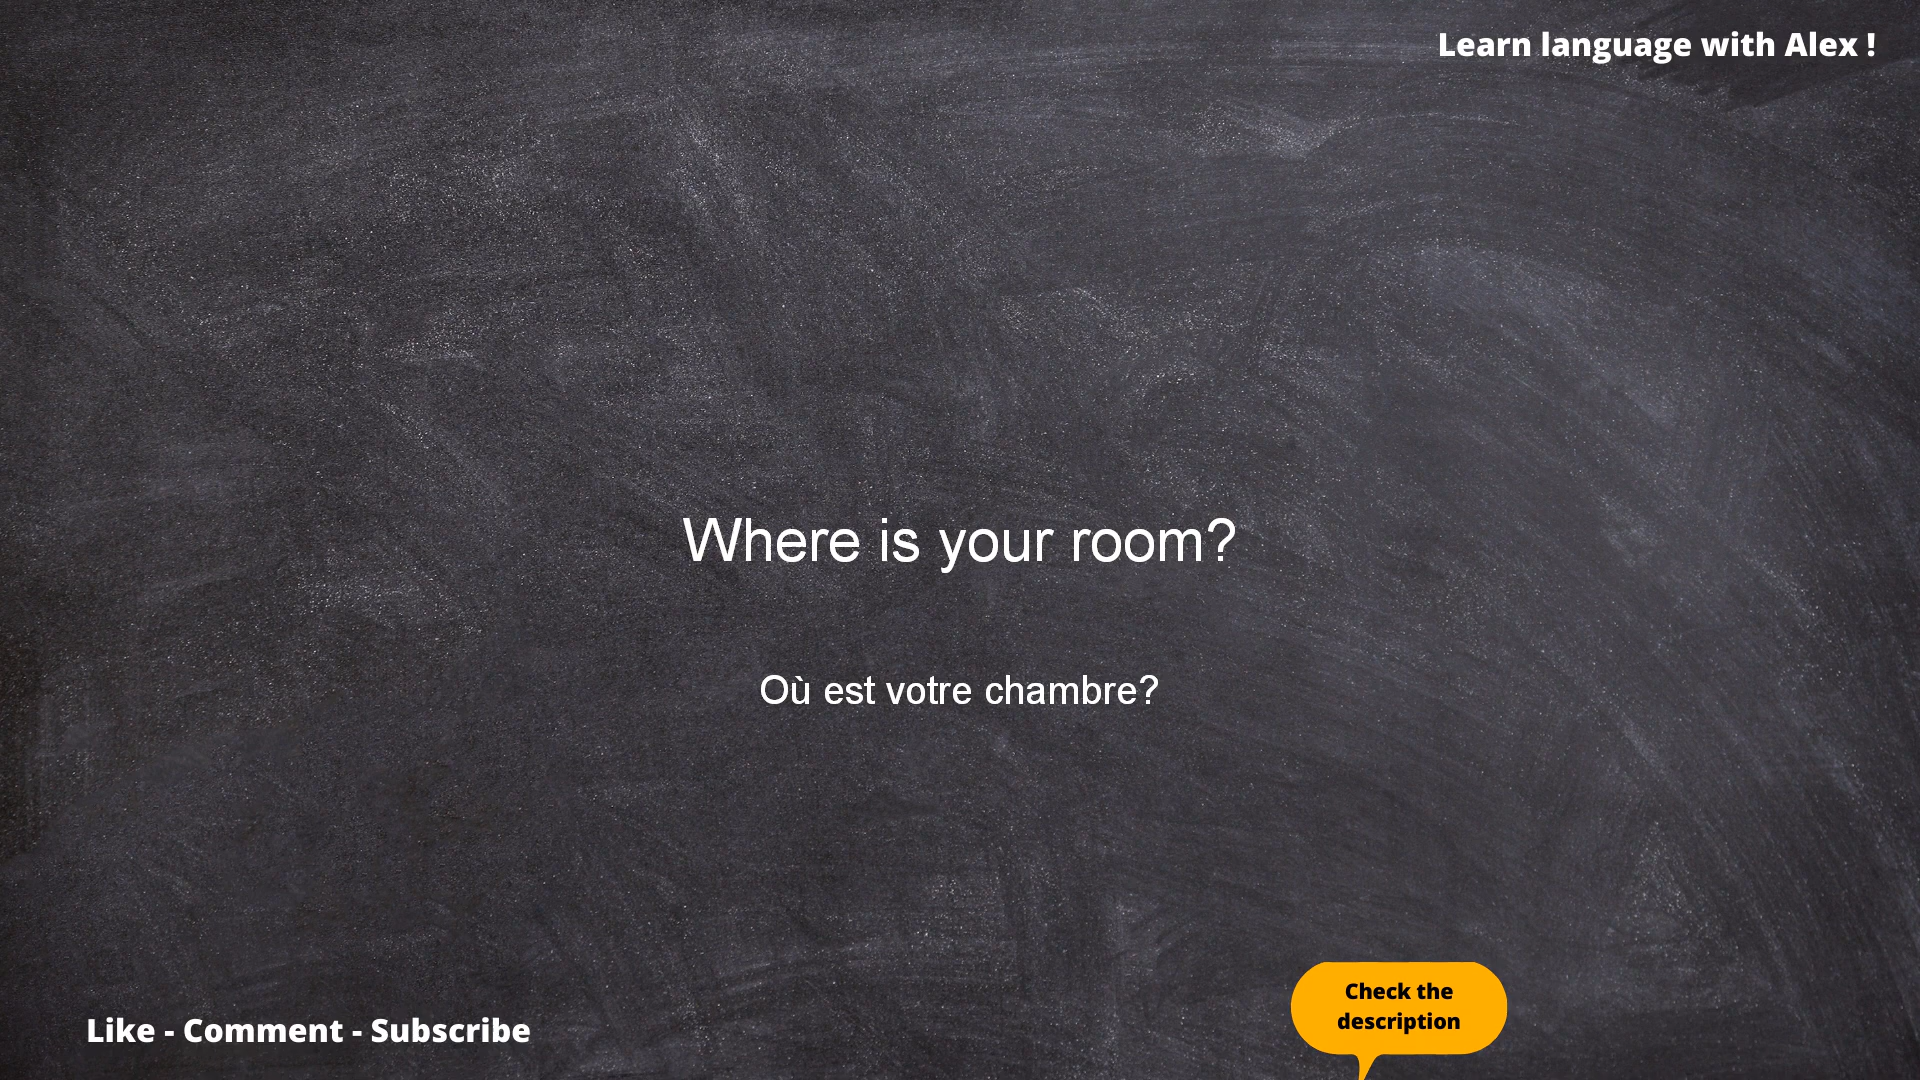 Learn language with Alex !
Where is your room?
Où est votre chambre?
Check the
description
Like - Comment - Subscribe